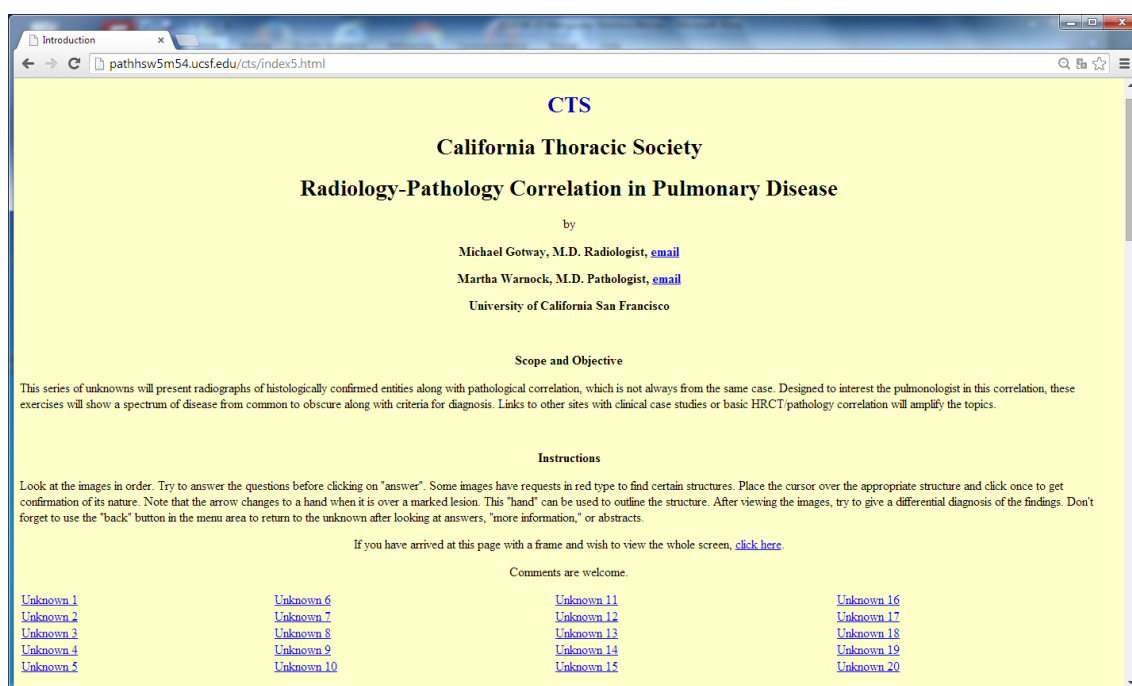 Introduction
pathhsw5m54.ucsf.edu/cts/index5.html
CTS
California Thoracic Society
Radiology-Pathology Correlation in Pulmonary Disease
by
Michael Gotway, M.D. Radiologist, email
Martha Warnock, M.D. Pathologist, email
University of California San Francisco
Scope and Objective
This series of unknowns will present radiographs of histologically confirmed entities along with pathological correlation, which is not always from the same case. Designed to interest the pulmonologist in this correlation, these
exercises will show a spectrum of disease from common to obscure along with criteria for diagnosis. Links to other sites with clinical case studies or basic HRCT/pathology correlation will amplify the topics.
Instructions
Look at the images in order. Try to answer the questions before clicking on "answer". Some images have requests in red type to find certain structures. Place the cursor over the appropriate structure and click once to get
confirmation of its nature. Note that the arrow changes to a hand when it is over a marked lesion. This "hand" can be used to outline the structure. After viewing the images, try to give a differential diagnosis of the findings. Don't
forget to use the "back" button in the menu area to return to the unknown after looking at answers, "more information," or abstracts.
If you have arrived at this page with a frame and wish to view the whole screen, click here.
Comments are welcome.
Unknown 1 Unknown 6 Unknown 11 Unknown 16
Unknown 2 Unknown 7 Unknown 12 Unknown 17
Unknown 3 Unknown 8 Unknown 13 Unknown 18
Unknown 4 Unknown 9 Unknown 14 Unknown 19
Unknown 5 Unknown 10 Unknown 15 Unknown 20